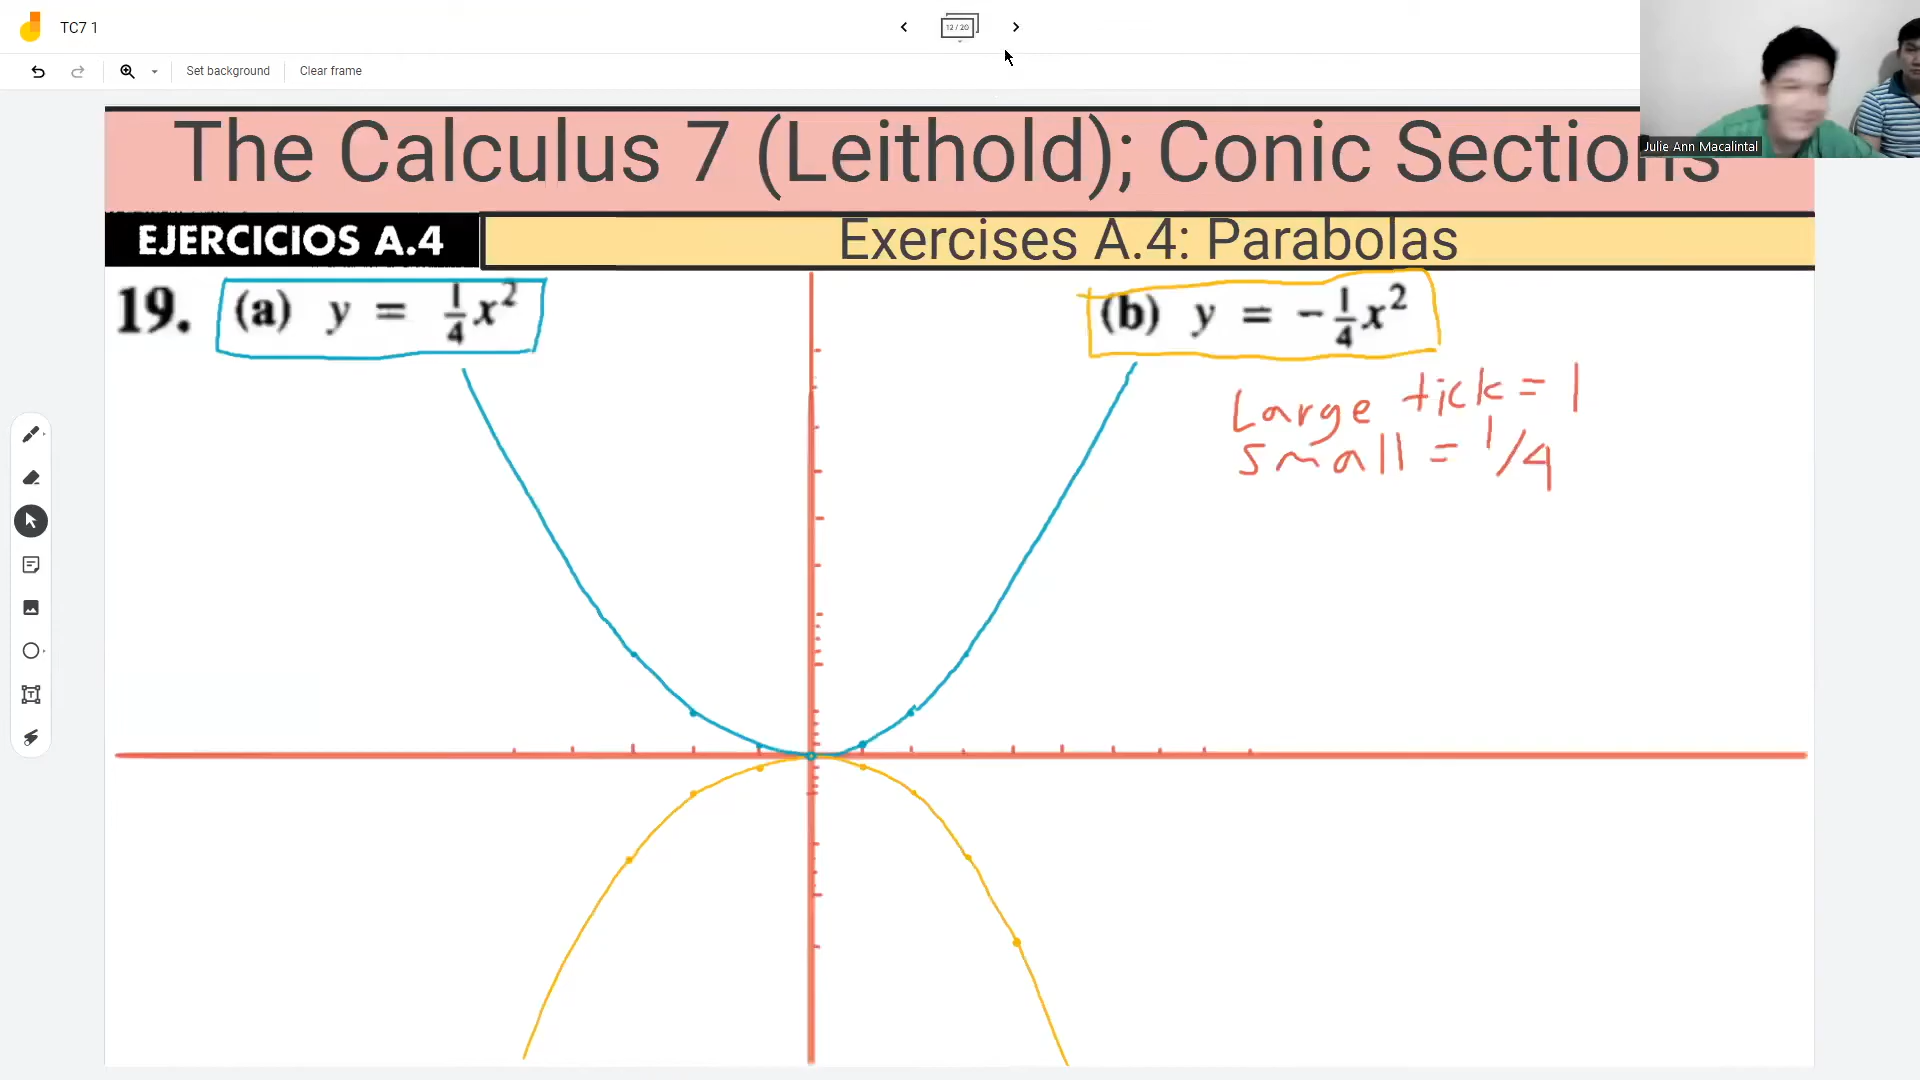 TC7 1
12 / 20
Set background
Clear frame
Julie Ann Macalintal
The Calculus 7 (Leithold); Conic Sections
EJERCICIOS A.4
Exercises A.4: Parabolas
19. (a) y = 1/4 x² (b) y = -1/4 x²
Large tick = 1
small = 1/4